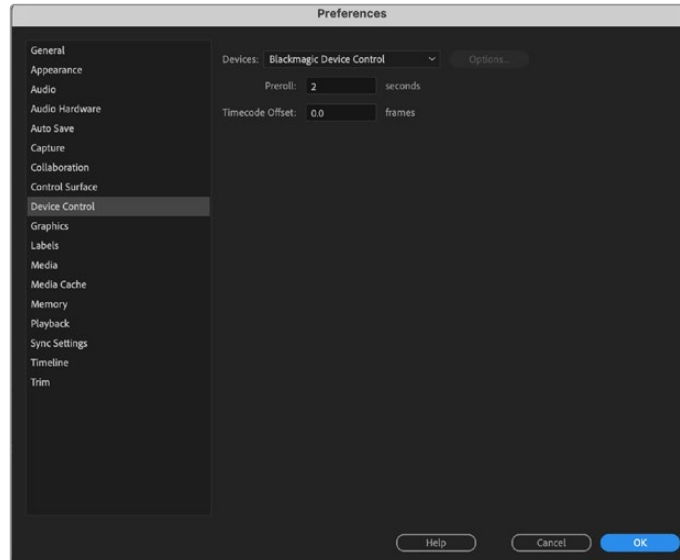 Preferences
General
Appearance
Audio
Audio Hardware
Auto Save
Capture
Collaboration
Control Surface
Device Control
Graphics
Labels
Media
Media Cache
Memory
Playback
Sync Settings
Timeline
Trim
Devices: Blackmagic Device Control Options...
Preroll: 2 seconds
Timecode Offset: 0.0 frames
Help Cancel OK